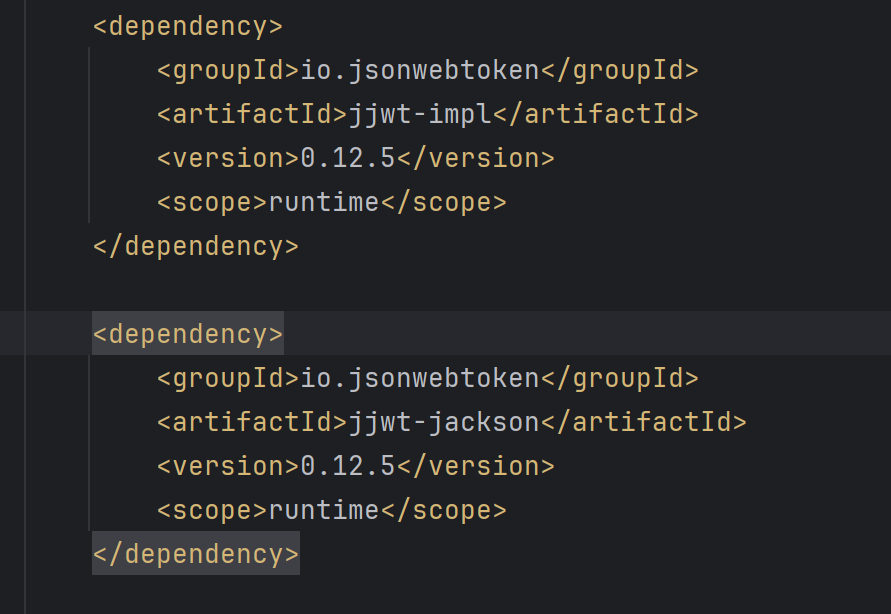 <dependency>
<groupId>io.jsonwebtoken</groupId>
<artifactId>jjwt-impl</artifactId>
<version>0.12.5</version>
<scope>runtime</scope>
</dependency>
<dependency>
<groupId>io.jsonwebtoken</groupId>
<artifactId>jjwt-jackson</artifactId>
<version>0.12.5</version>
<scope>runtime</scope>
</dependency>